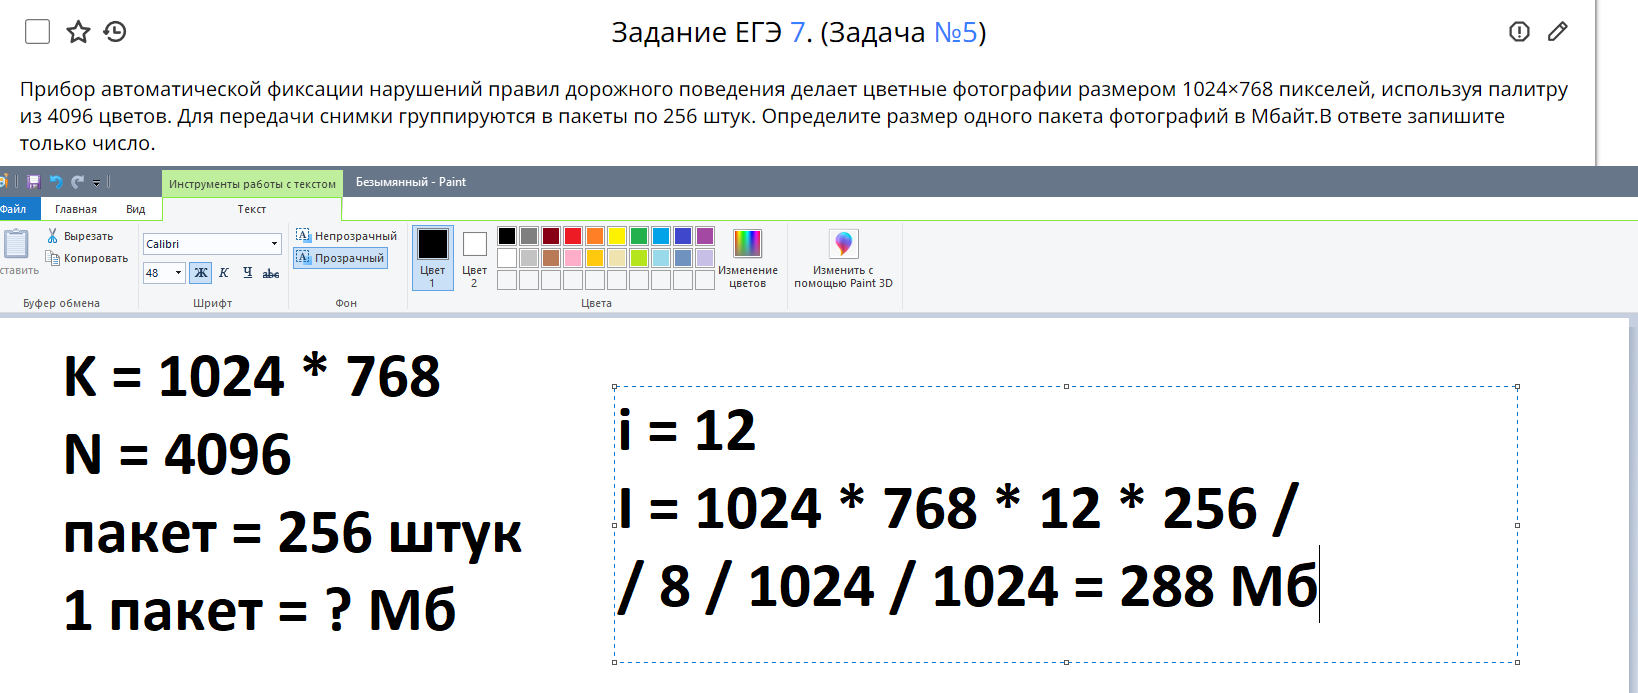 Задание ЕГЭ 7. (Задача №5)
Прибор автоматической фиксации нарушений правил дорожного поведения делает цветные фотографии размером 1024×768 пикселей, используя палитру
из 4096 цветов. Для передачи снимки группируются в пакеты по 256 штук. Определите размер одного пакета фотографий в Мбайт.В ответе запишите
только число.
Инструменты работы с текстом Безымянный - Paint
Файл Главная Вид Текст
Вырезать
Копировать
ставить
Буфер обмена
Calibri
48 Ж К Ч abc
Шрифт
Непрозрачный
Прозрачный
Фон
Цвет
1
Цвет
2
Изменение
цветов
Цвета
Изменить с
помощью Paint 3D
K = 1024 * 768
N = 4096
пакет = 256 штук
1 пакет = ? Мб
i = 12
I = 1024 * 768 * 12 * 256 /
/ 8 / 1024 / 1024 = 288 Мб